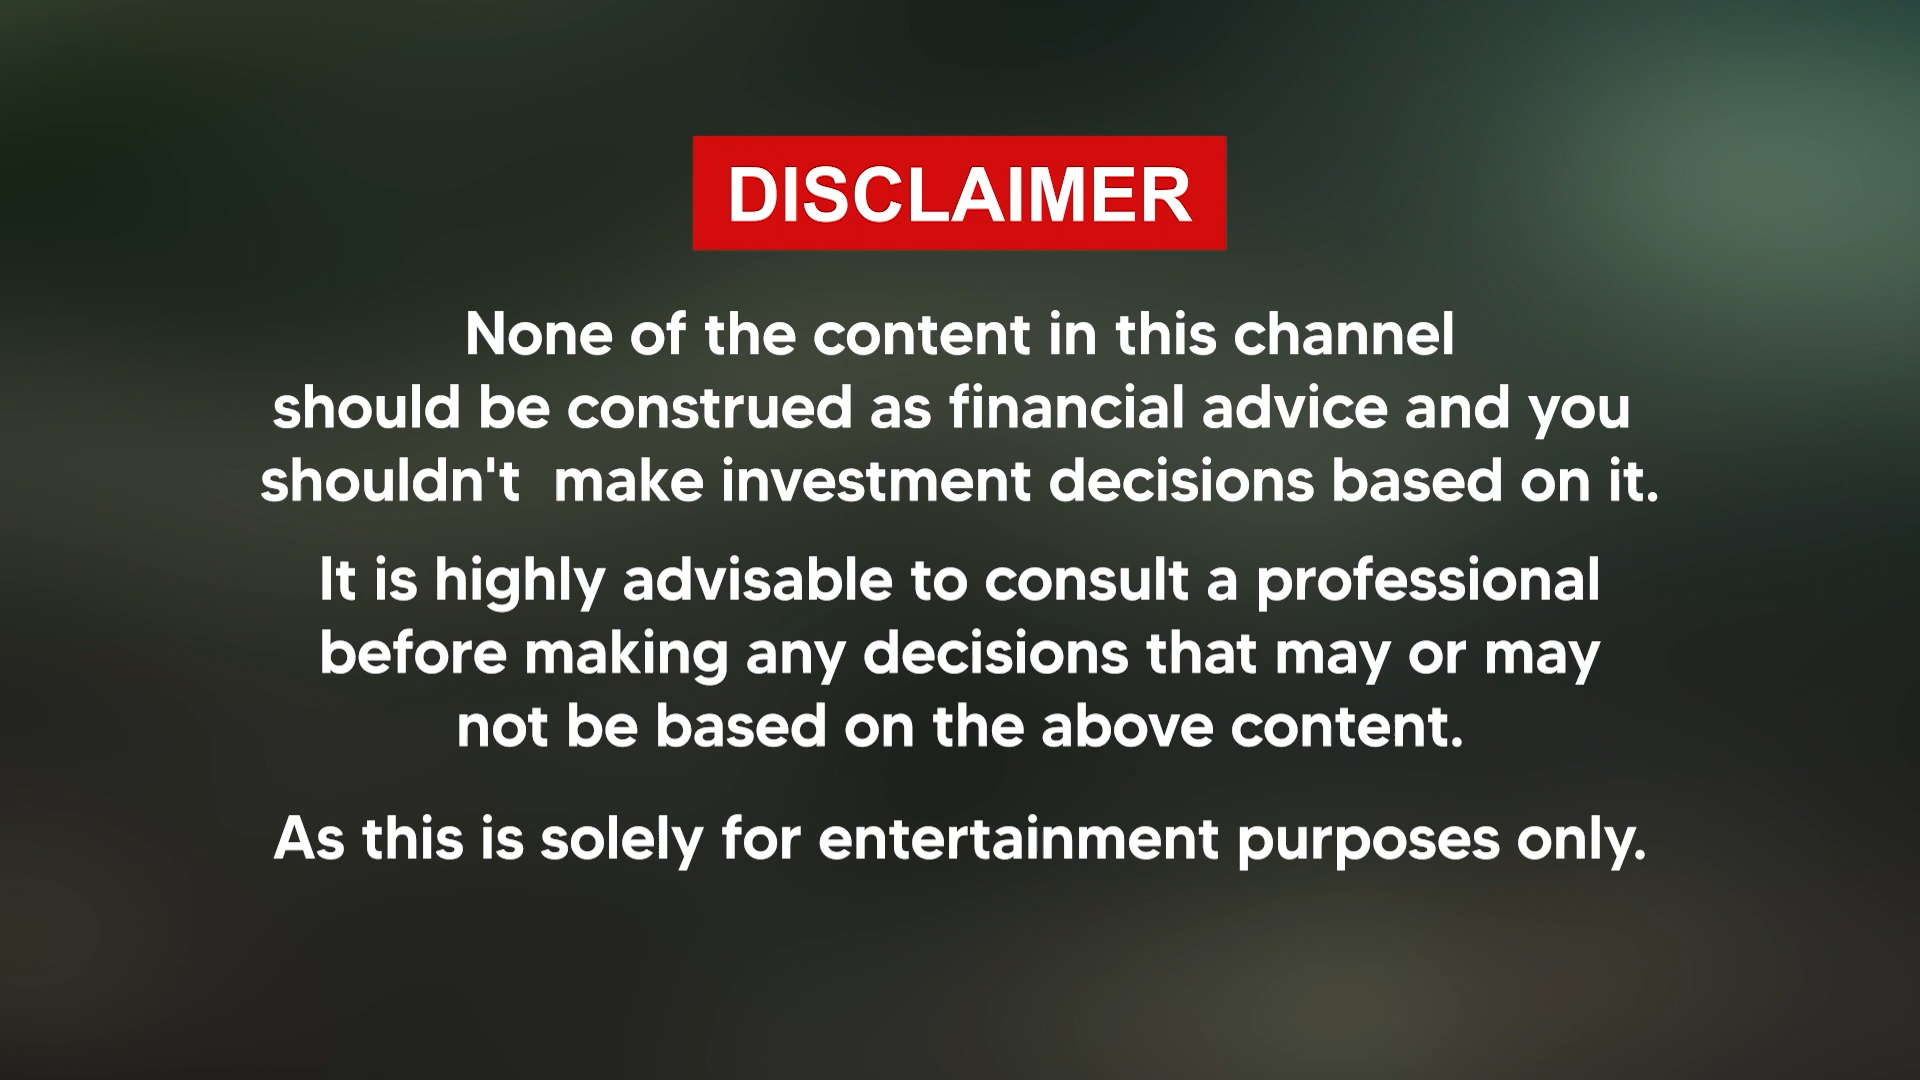 DISCLAIMER
None of the content in this channel
should be construed as financial advice and you
shouldn't  make investment decisions based on it.
It is highly advisable to consult a professional
before making any decisions that may or may
not be based on the above content.
As this is solely for entertainment purposes only.